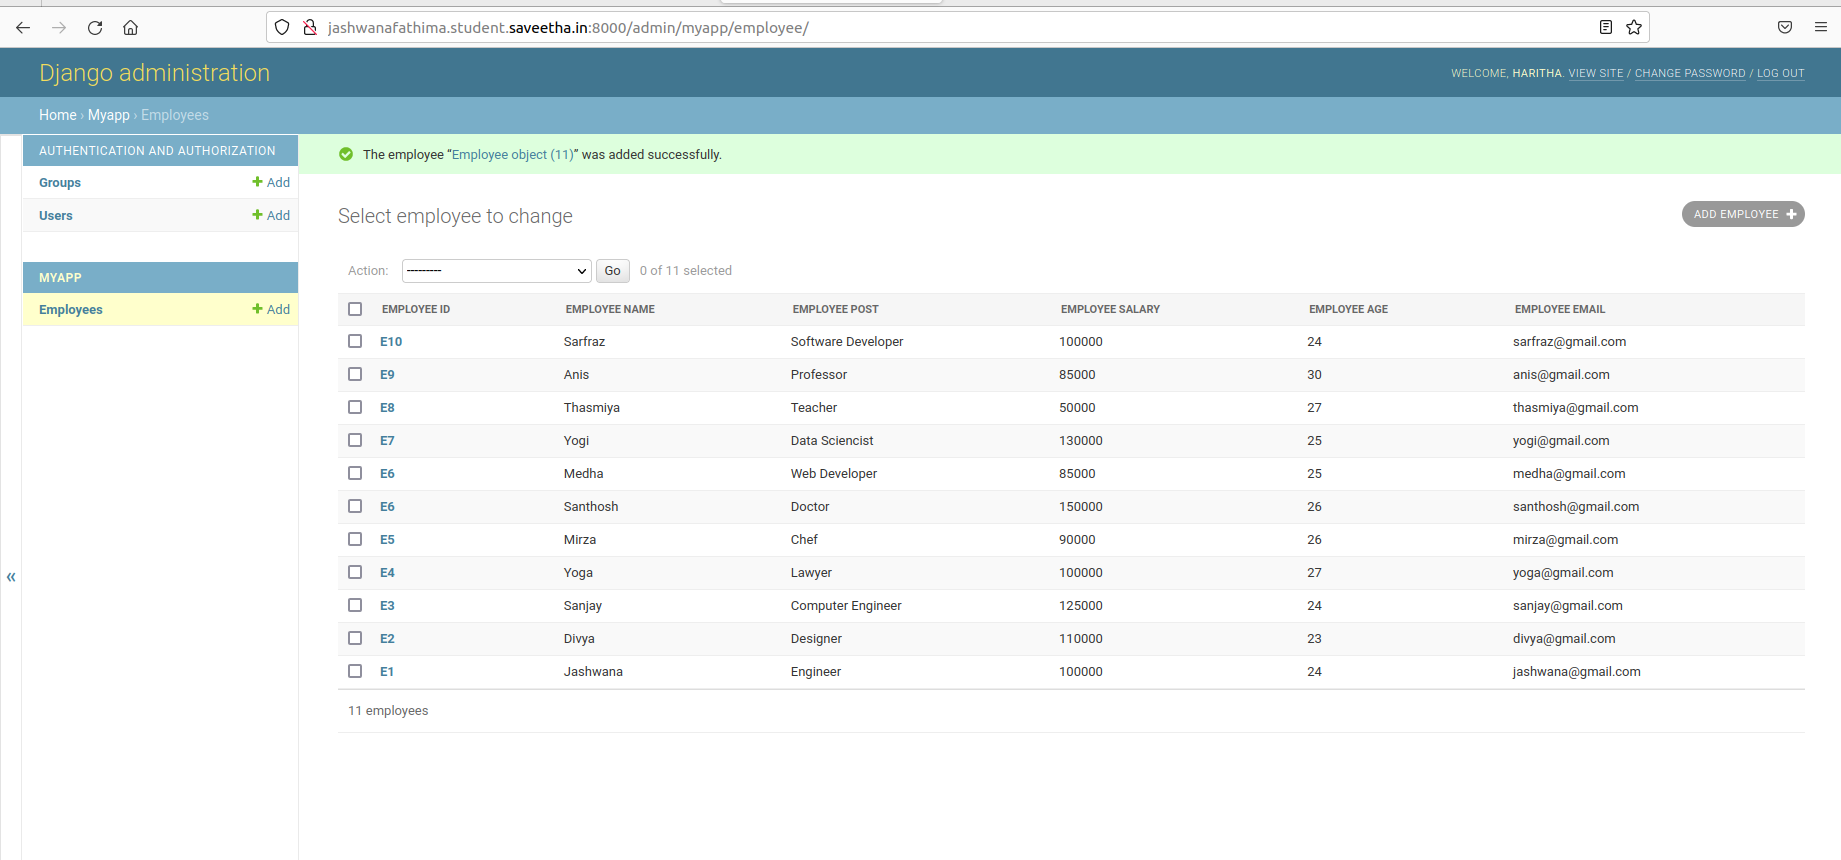 jashwanafathima.student.saveetha.in:8000/admin/myapp/employee/
Django administration
WELCOME, HARITHA. VIEW SITE / CHANGE PASSWORD / LOG OUT
Home › Myapp › Employees
AUTHENTICATION AND AUTHORIZATION
Groups + Add
Users + Add
MYAPP
Employees + Add
«
The employee “Employee object (11)” was added successfully.
Select employee to change
ADD EMPLOYEE +
Action: --------- Go 0 of 11 selected
EMPLOYEE ID EMPLOYEE NAME EMPLOYEE POST EMPLOYEE SALARY EMPLOYEE AGE EMPLOYEE EMAIL
E10 Sarfraz Software Developer 100000 24 sarfraz@gmail.com
E9 Anis Professor 85000 30 anis@gmail.com
E8 Thasmiya Teacher 50000 27 thasmiya@gmail.com
E7 Yogi Data Sciencist 130000 25 yogi@gmail.com
E6 Medha Web Developer 85000 25 medha@gmail.com
E6 Santhosh Doctor 150000 26 santhosh@gmail.com
E5 Mirza Chef 90000 26 mirza@gmail.com
E4 Yoga Lawyer 100000 27 yoga@gmail.com
E3 Sanjay Computer Engineer 125000 24 sanjay@gmail.com
E2 Divya Designer 110000 23 divya@gmail.com
E1 Jashwana Engineer 100000 24 jashwana@gmail.com
11 employees